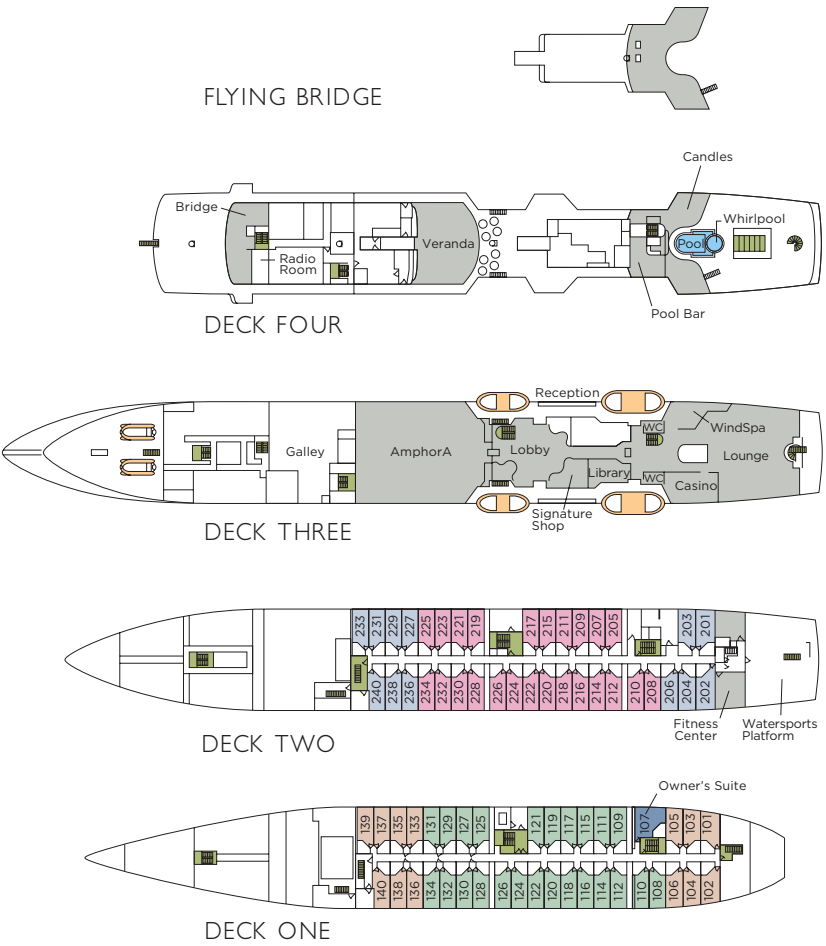 FLYING BRIDGE
Candles
Bridge
Whirlpool
Veranda
Pool
Radio
Room
Pool Bar
DECK FOUR
Reception
WC
WindSpa
Galley
AmphorA
Lobby
Lounge
Library
WC
Casino
Signature
Shop
DECK THREE
233 231 229 227 225 223 221 219 217 215 211 209 207 205 203 201
240 238 236 234 232 230 228 226 224 222 220 218 216 214 212 210 208 206 204 202
Fitness
Center
Watersports
Platform
DECK TWO
Owner's Suite
139 137 135 133 131 129 127 125 121 119 117 115 111 109 107 105 103 101
140 138 136 134 132 130 128 126 124 122 120 118 116 114 112 110 108 106 104 102
DECK ONE